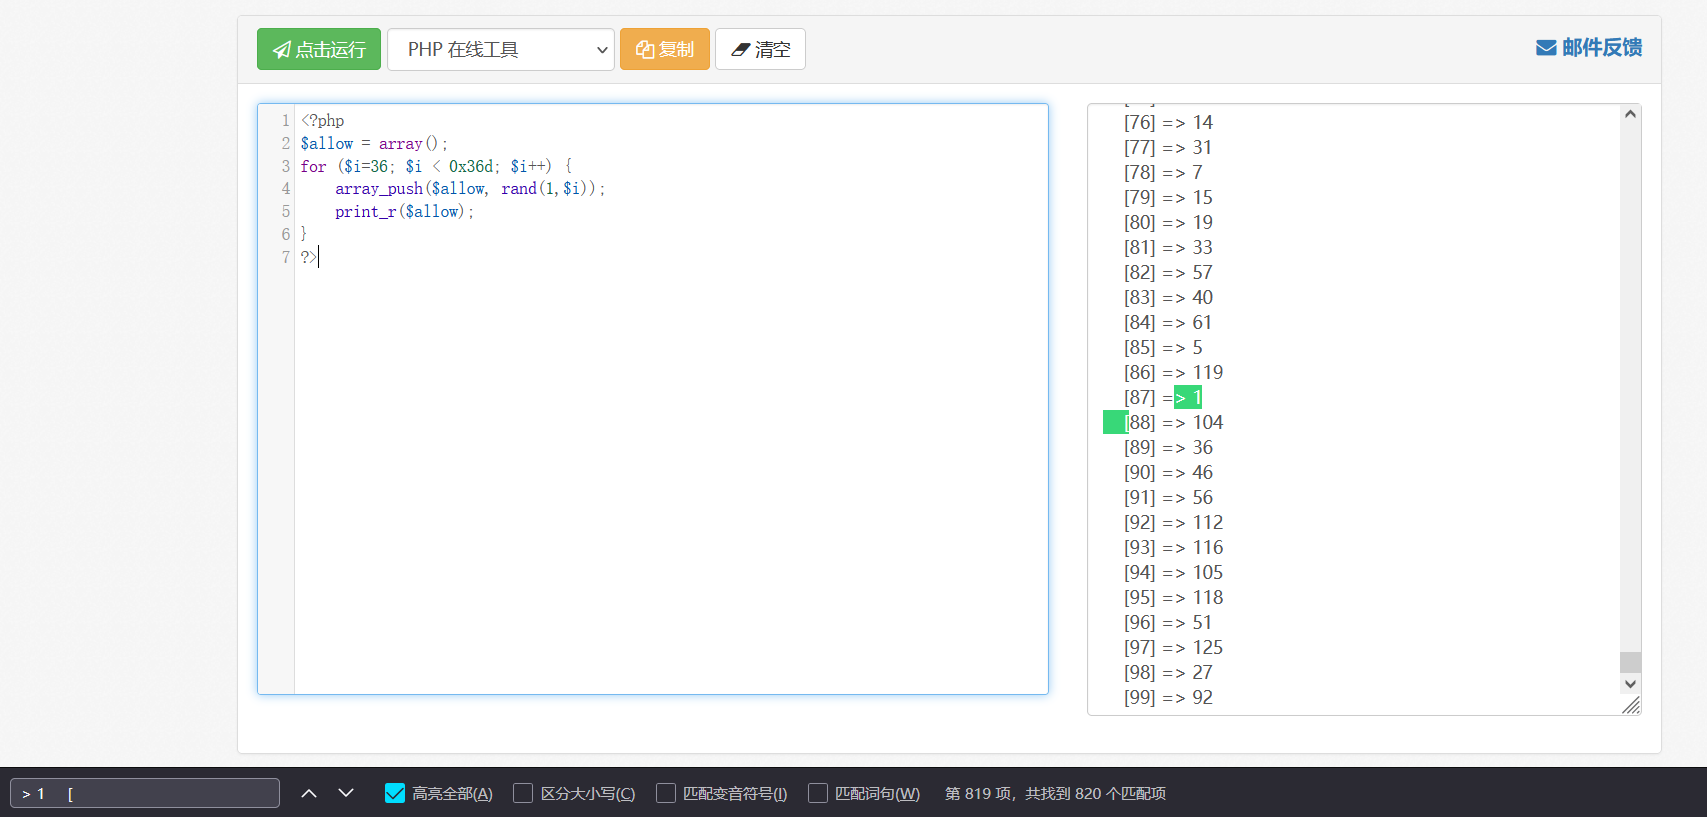 点击运行 PHP 在线工具 复制 清空 邮件反馈
1 <?php
2 $allow = array();
3 for ($i=36; $i < 0x36d; $i++) {
4 array_push($allow, rand(1,$i));
5 print_r($allow);
6 }
7 ?>
[76] => 14
[77] => 31
[78] => 7
[79] => 15
[80] => 19
[81] => 33
[82] => 57
[83] => 40
[84] => 61
[85] => 5
[86] => 119
[87] => 1
[88] => 104
[89] => 36
[90] => 46
[91] => 56
[92] => 112
[93] => 116
[94] => 105
[95] => 118
[96] => 51
[97] => 125
[98] => 27
[99] => 92
> 1 [ 高亮全部(A) 区分大小写(C) 匹配变音符号(I) 匹配词句(W) 第 819 项，共找到 820 个匹配项